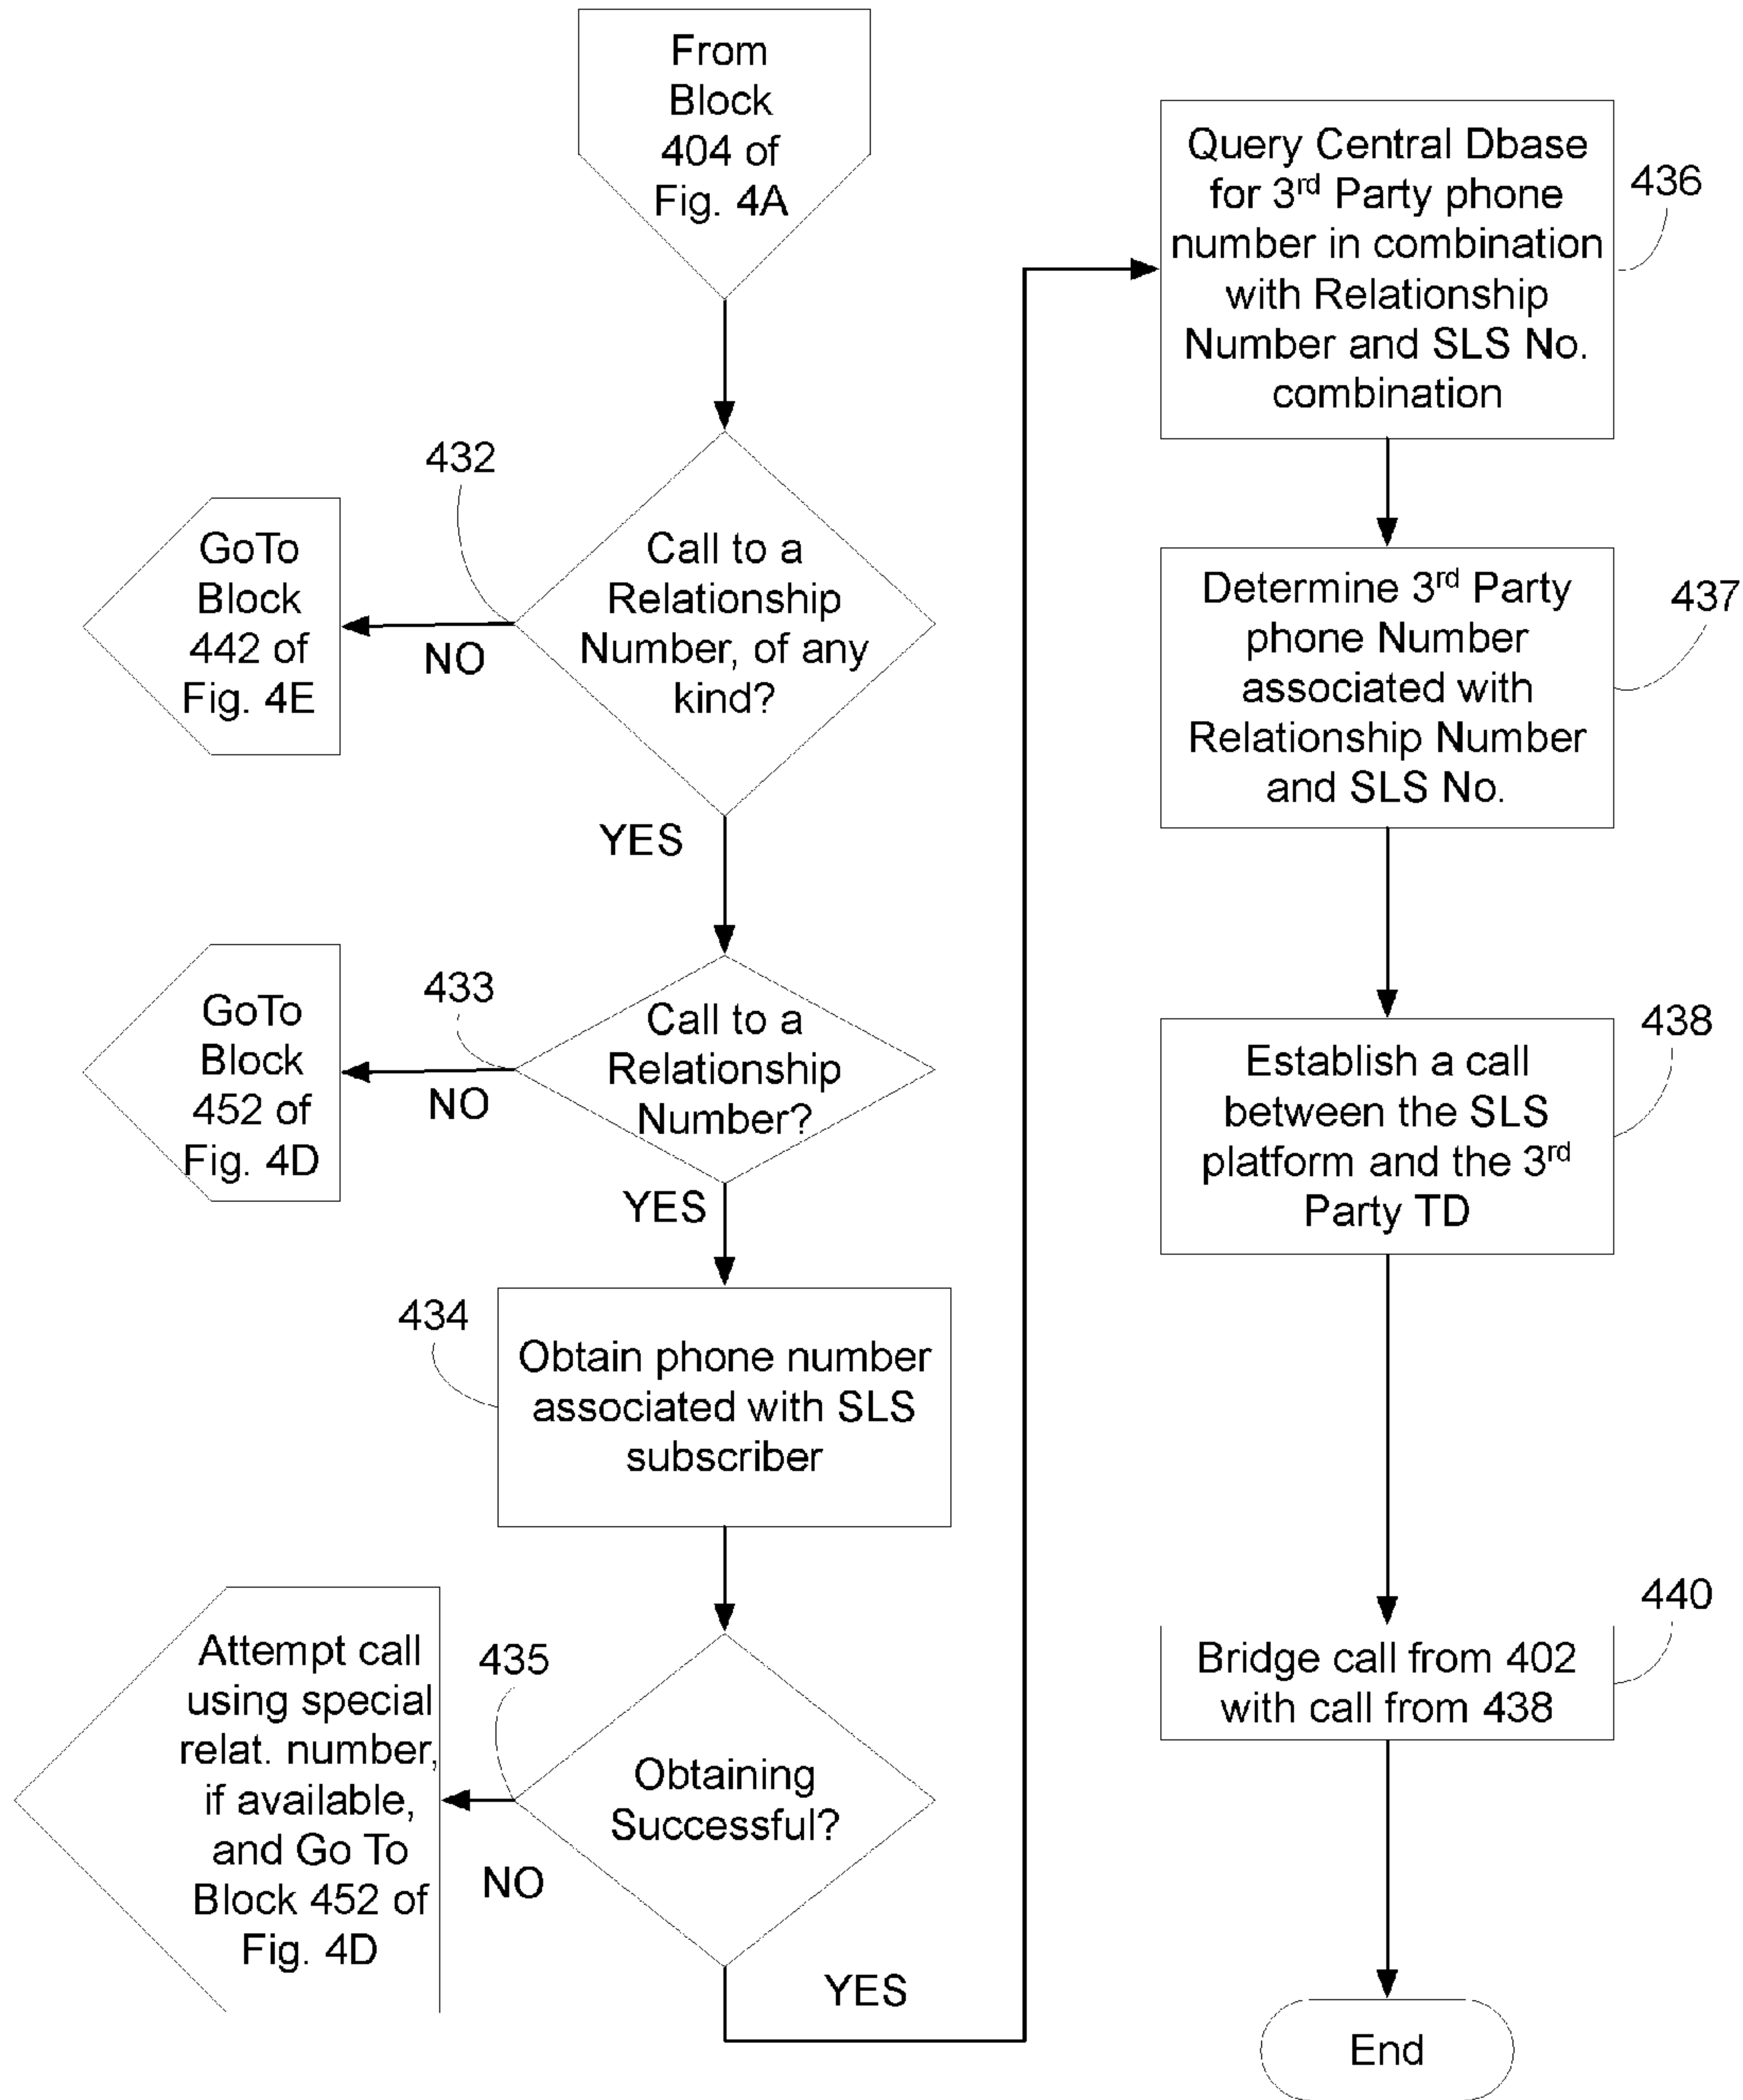 From
Block
404 of
Fig. 4A
432
Call to a
Relationship
Number, of any
kind?
GoTo
Block
442 of
Fig. 4E
NO
YES
433
Call to a
Relationship
Number?
GoTo
Block
452 of
Fig. 4D
NO
YES
434
Obtain phone number
associated with SLS
subscriber
435
Obtaining
Successful?
Attempt call
using special
relat. number,
if available,
and Go To
Block 452 of
Fig. 4D
NO
YES
Query Central Dbase
for 3rd Party phone
number in combination
with Relationship
Number and SLS No.
combination
436
Determine 3rd Party
phone Number
associated with
Relationship Number
and SLS No.
437
Establish a call
between the SLS
platform and the 3rd
Party TD
438
Bridge call from 402
with call from 438
440
End